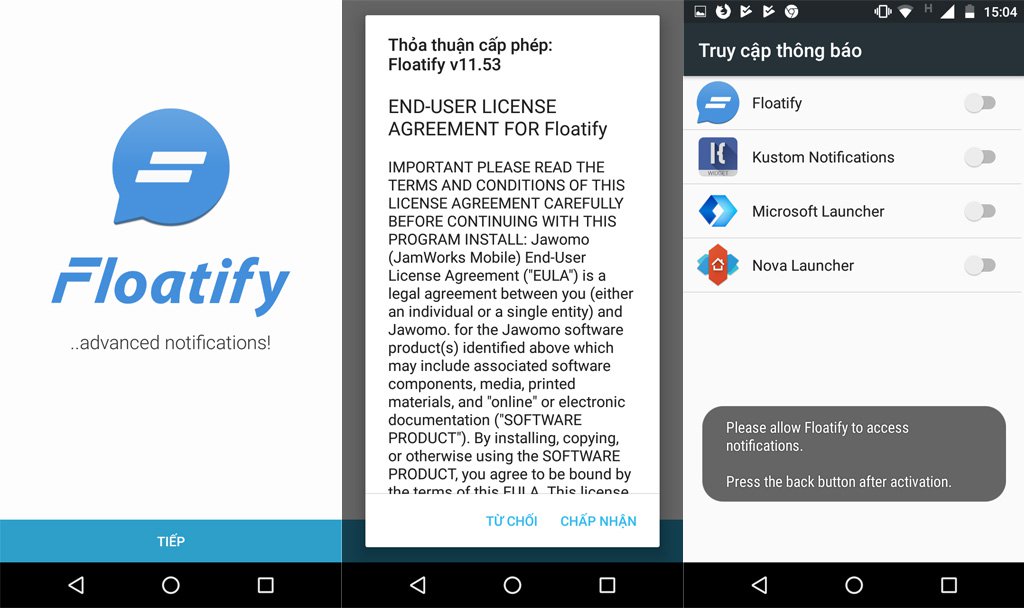 Floatify
..advanced notifications!
TIẾP
Thỏa thuận cấp phép:
Floatify v11.53
END-USER LICENSE
AGREEMENT FOR Floatify
IMPORTANT PLEASE READ THE
TERMS AND CONDITIONS OF THIS
LICENSE AGREEMENT CAREFULLY
BEFORE CONTINUING WITH THIS
PROGRAM INSTALL: Jawomo
(JamWorks Mobile) End-User
License Agreement ("EULA") is a
legal agreement between you (either
an individual or a single entity) and
Jawomo. for the Jawomo software
product(s) identified above which
may include associated software
components, media, printed
materials, and "online" or electronic
documentation ("SOFTWARE
PRODUCT"). By installing, copying,
or otherwise using the SOFTWARE
PRODUCT, you agree to be bound by
the terms of this EULA. This license
TỪ CHỐI CHẤP NHẬN
H 15:04
Truy cập thông báo
Floatify
WIDGET
Kustom Notifications
Microsoft Launcher
Nova Launcher
Please allow Floatify to access
notifications.
Press the back button after activation.